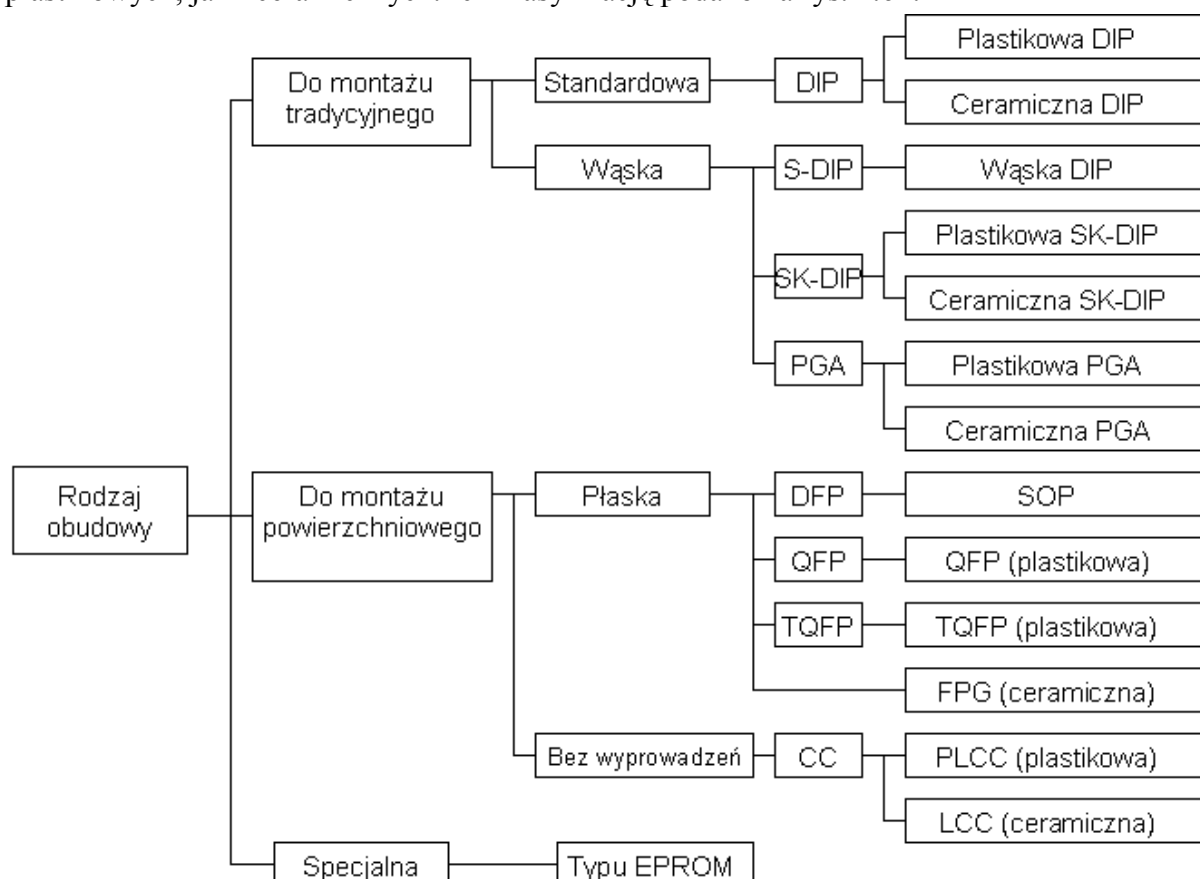 Plastikowa DIP
Do montażu
tradycyjnego
Standardowa
DIP
Ceramiczna DIP
Wąska
S-DIP
Wąska DIP
Plastikowa SK-DIP
SK-DIP
Ceramiczna SK-DIP
PGA
Plastikowa PGA
Ceramiczna PGA
Rodzaj
obudowy
Do montażu
powierzchniowego
Płaska
DFP
SOP
QFP
QFP (plastikowa)
TQFP
TQFP (plastikowa)
FPG (ceramiczna)
Bez wyprowadzeń
CC
PLCC (plastikowa)
LCC (ceramiczna)
Specjalna
Typu EPROM